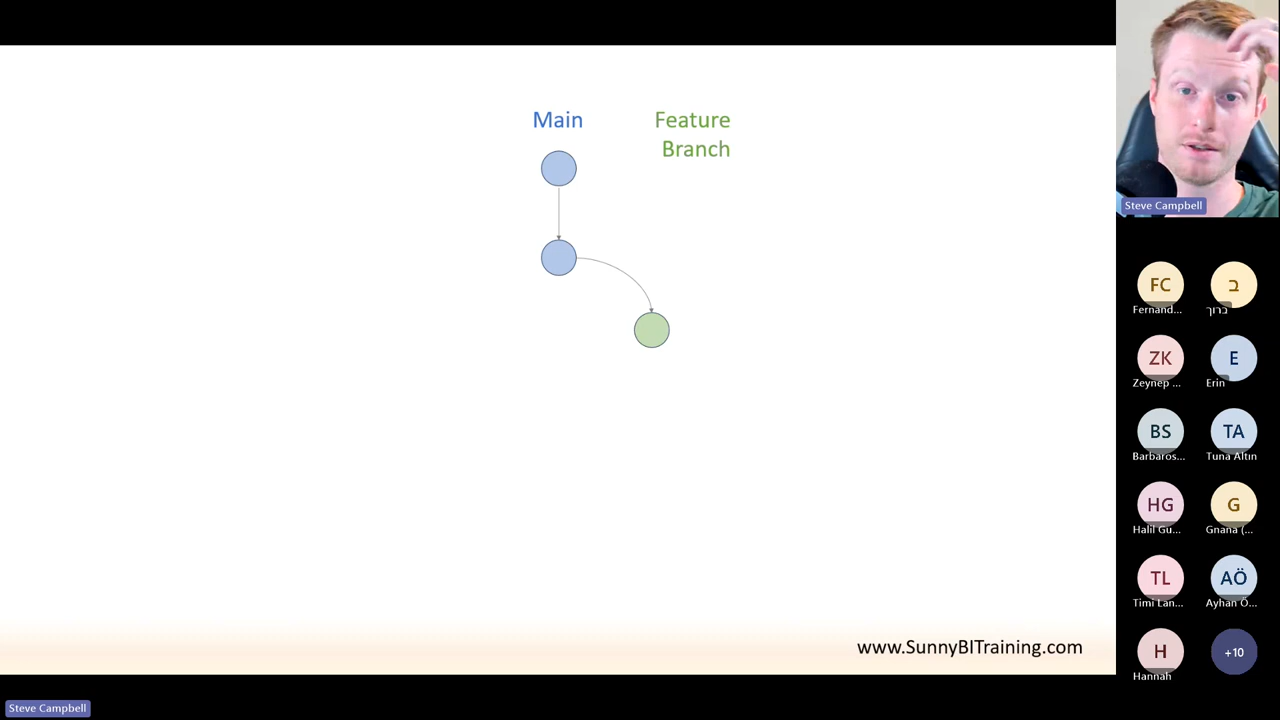 Main
Feature
Branch
www.SunnyBITraining.com
Steve Campbell
FC
Fernand...
ב
ברוך
ZK
Zeynep ...
E
Erin
BS
Barbaros...
TA
Tuna Altın
HG
Halil Gu...
G
Gnana (...
TL
Timi Lan...
AÖ
Ayhan Ö...
H
Hannah
+10
Steve Campbell